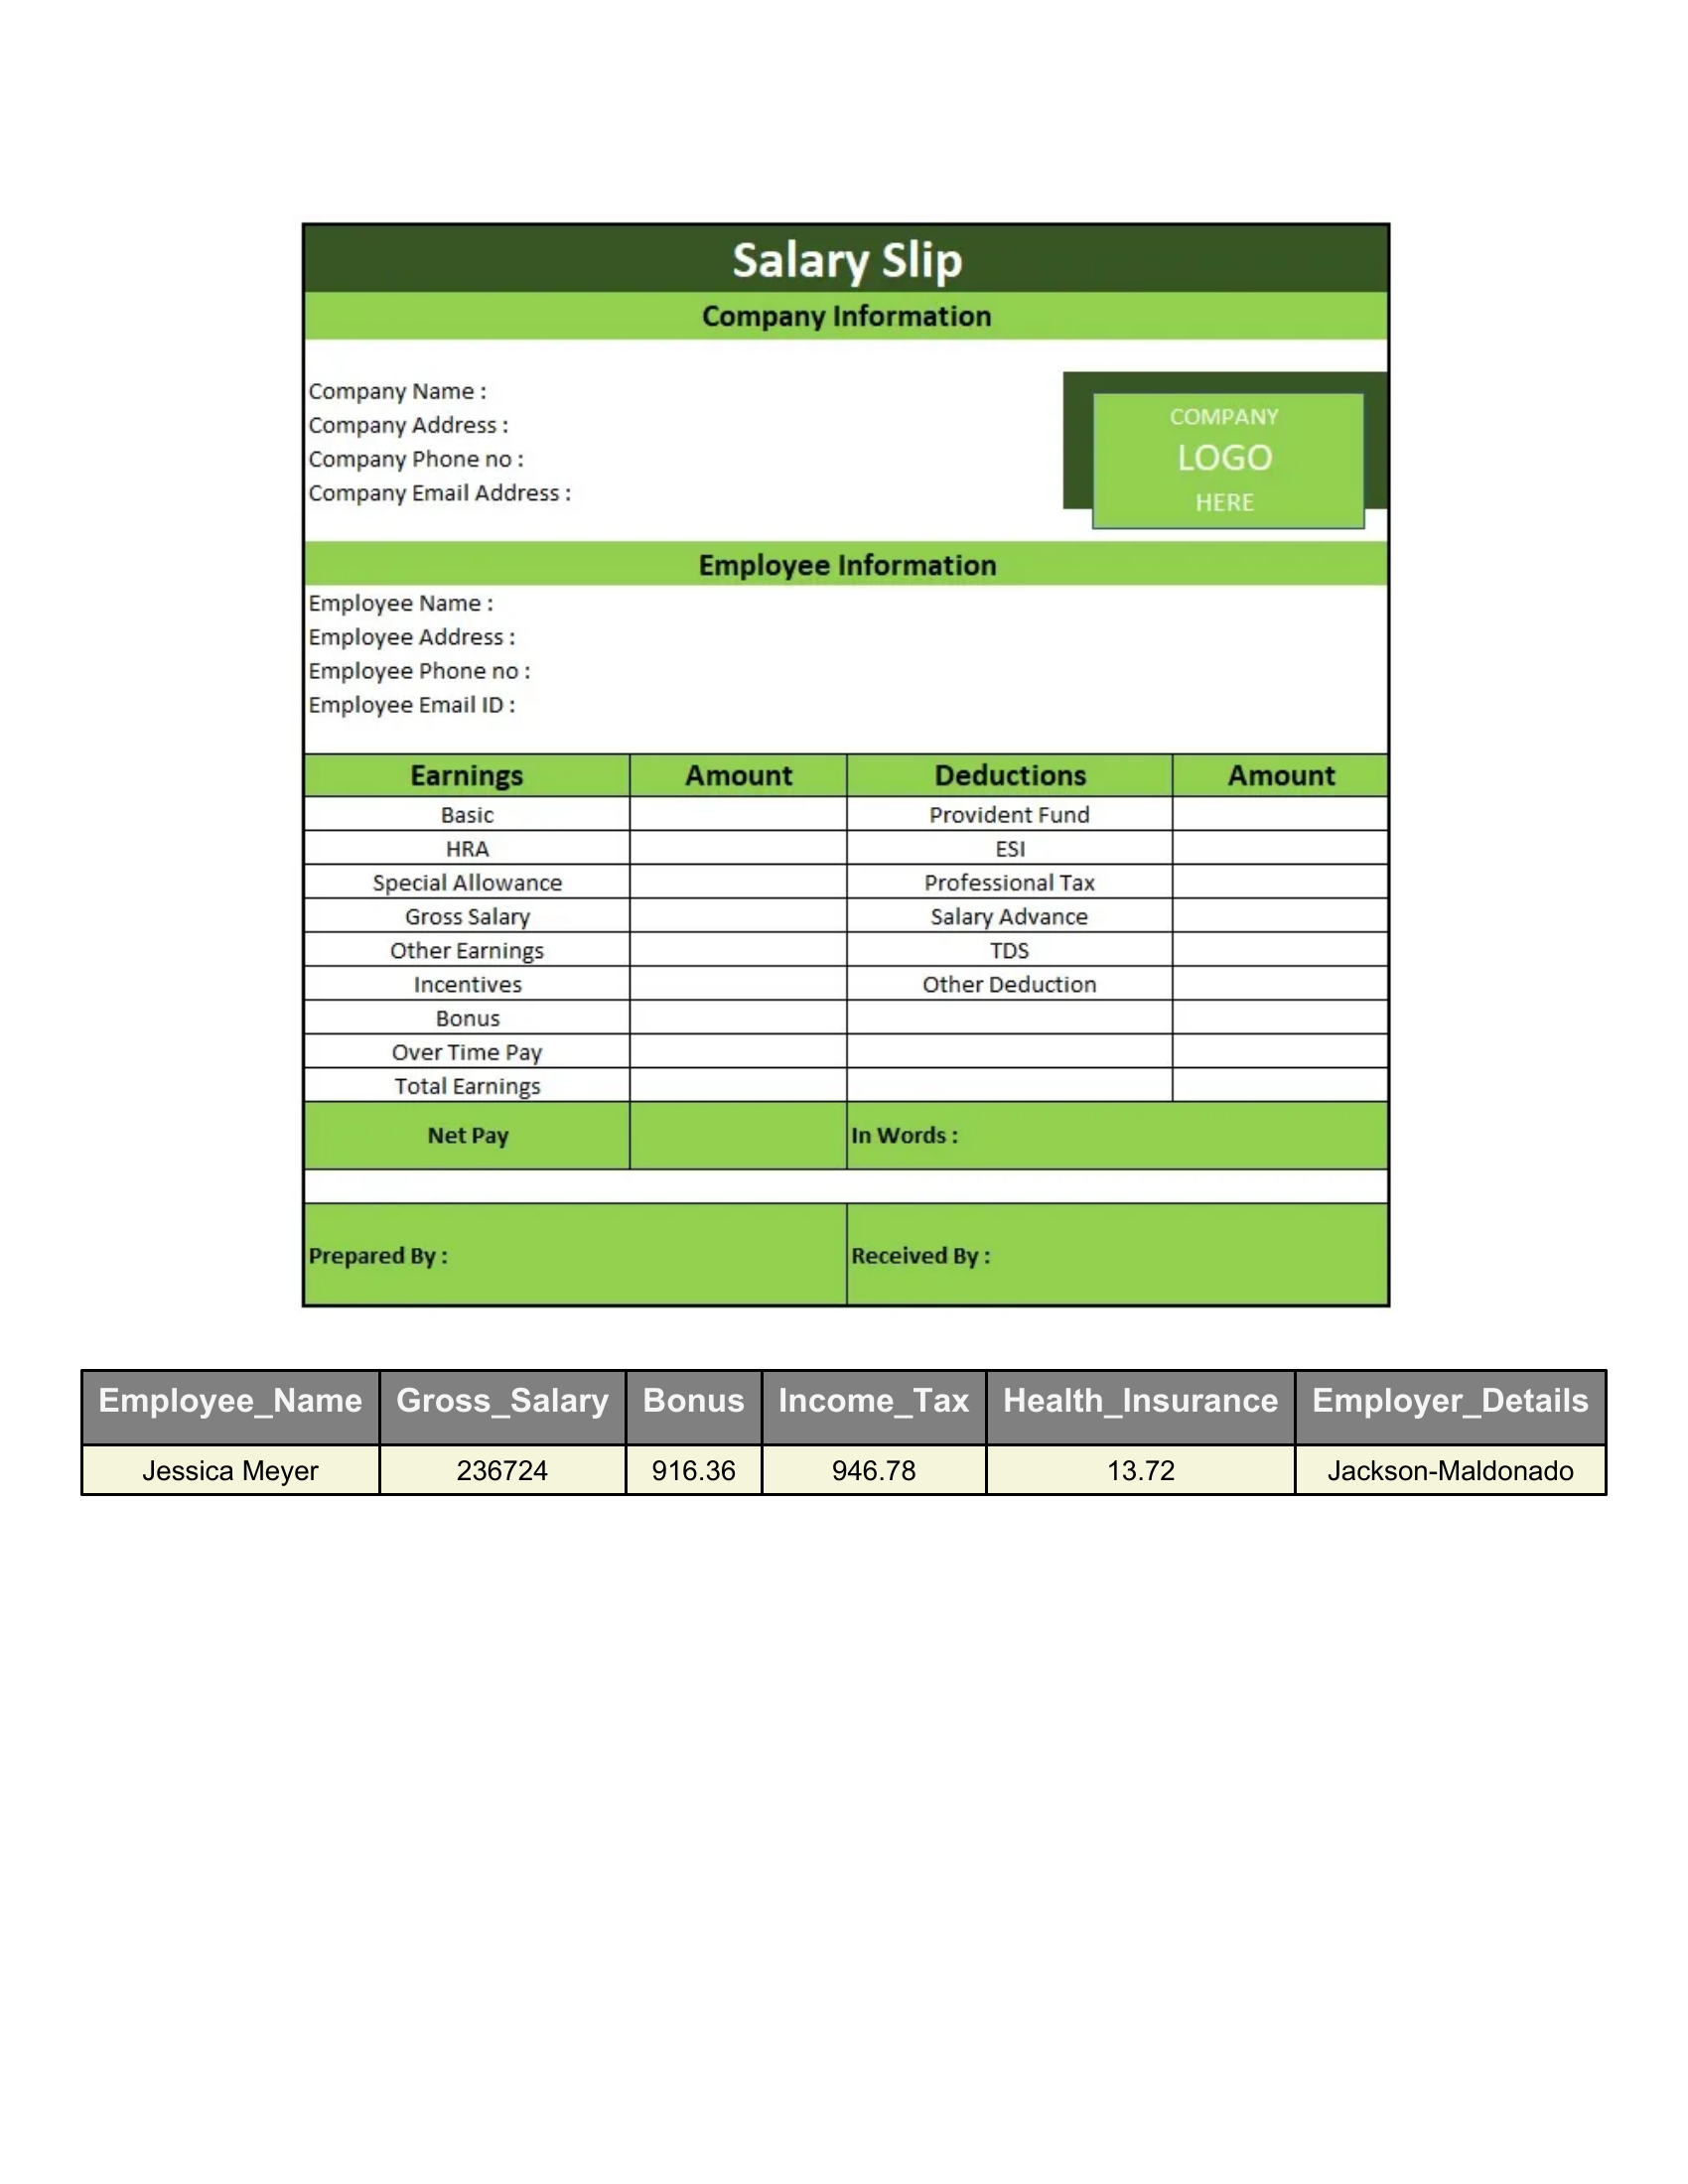 Salary Slip
Company Information
Company Name :
Company Address :
Company Phone no :
Company Email Address :
COMPANY
LOGO
HERE
Employee Information
Employee Name :
Employee Address :
Employee Phone no :
Employee Email ID :
Earnings Amount Deductions Amount
Basic Provident Fund
HRA ESI
Special Allowance Professional Tax
Gross Salary Salary Advance
Other Earnings TDS
Incentives Other Deduction
Bonus
Over Time Pay
Total Earnings
Net Pay In Words :
Prepared By : Received By :
Employee_Name Gross_Salary Bonus Income_Tax Health_Insurance Employer_Details
Jessica Meyer 236724 916.36 946.78 13.72 Jackson-Maldonado